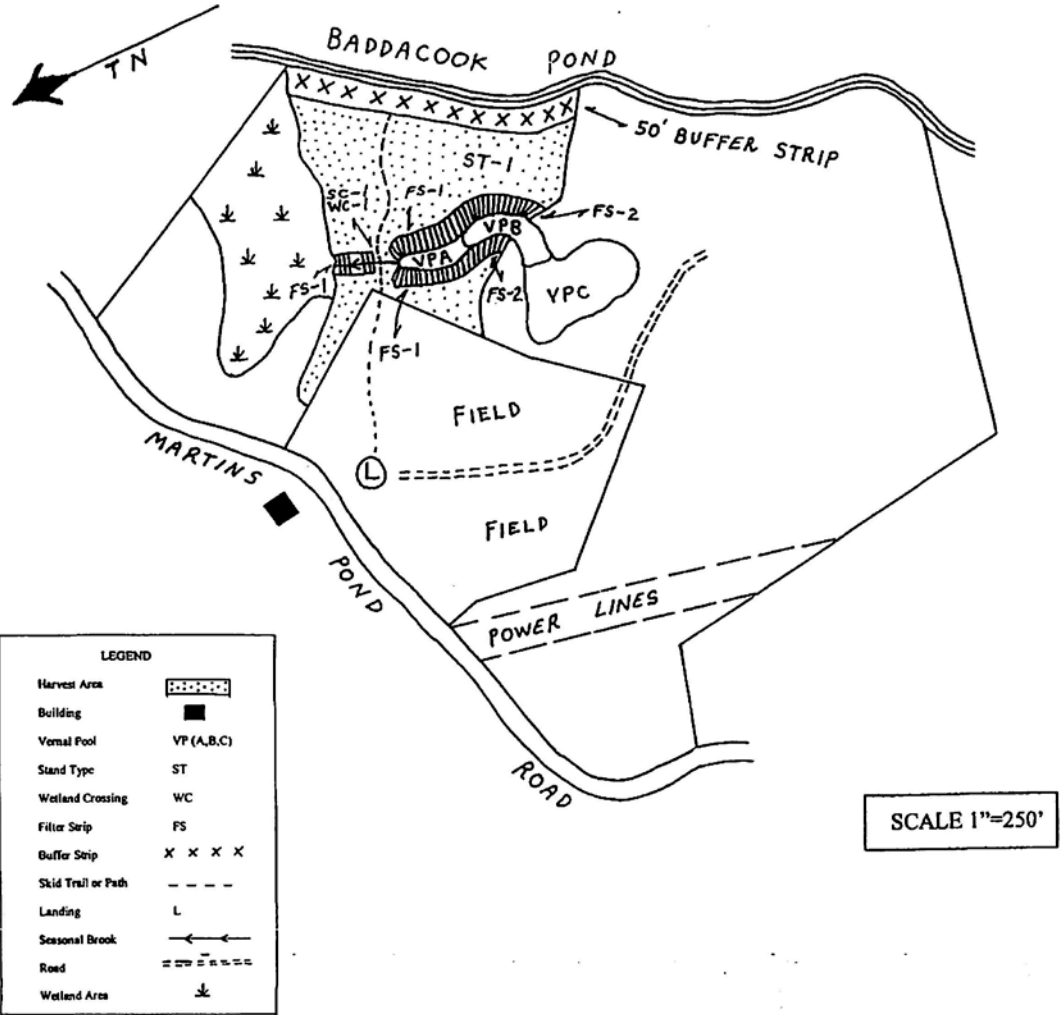 TN
BADDACOOK POND
50' BUFFER STRIP
ST-1
SC-1
WC-1
FS-1
FS-2
VPB
VPA
FS-1
FS-2
VPC
FS-1
FIELD
MARTINS POND ROAD
L
FIELD
POWER LINES
LEGEND
Harvest Area
Building
Vernal Pool VP (A,B,C)
Stand Type ST
Wetland Crossing WC
Filter Strip FS
Buffer Strip X X X X
Skid Trail or Path
Landing L
Seasonal Brook
Road
Wetland Area
SCALE 1"=250'